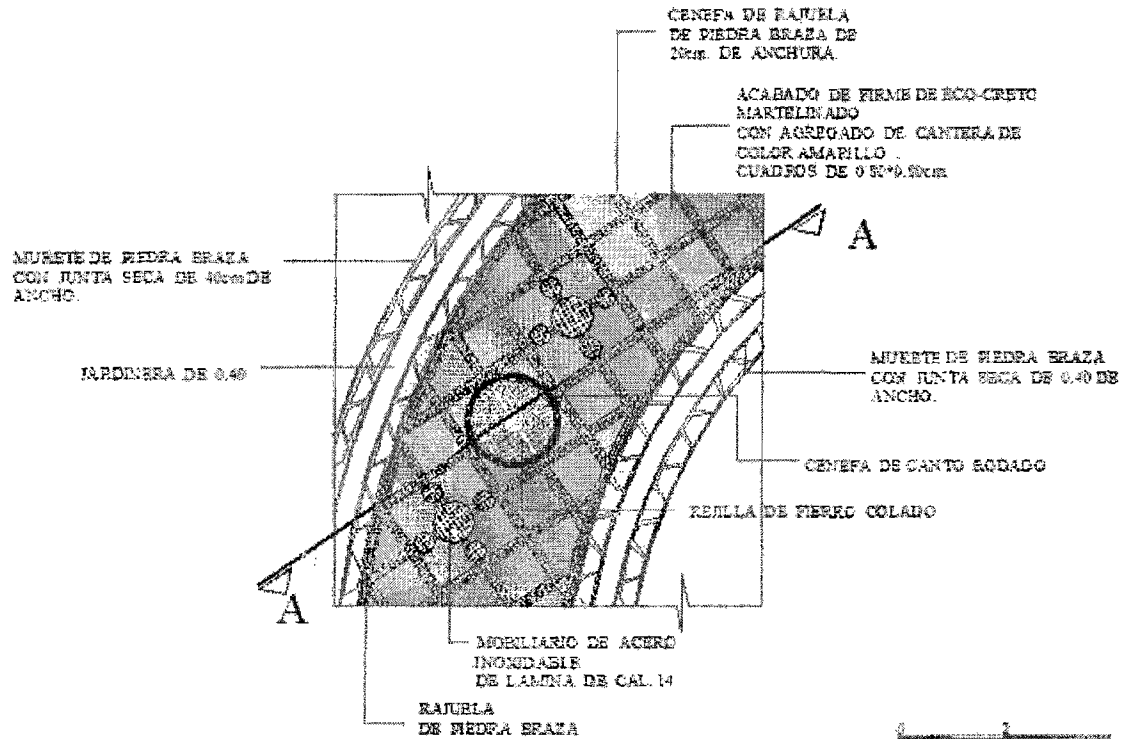 CENEFA DE RAJUELA
DE PIEDRA BRAZA DE
20cm. DE ANCHURA.
ACABADO DE FIRME DE ECO-CRETO
MARTELINADO
CON AGREGADO DE CANTERA DE
COLOR AMARILLO .
CUADROS DE 0.80*0.80cm
A
MURETE DE PIEDRA BRAZA
CON JUNTA SECA DE 40cm DE
ANCHO.
JARDINERA DE 0.40
MURETE DE PIEDRA BRAZA
CON JUNTA SECA DE 0.40 DE
ANCHO.
CENEFA DE CANTO RODADO
REJILLA DE FIERRO COLADO
A
MOBILIARIO DE ACERO
INOXIDABLE
DE LAMINA DE CAL. 14
RAJUELA
DE PIEDRA BRAZA
0 2